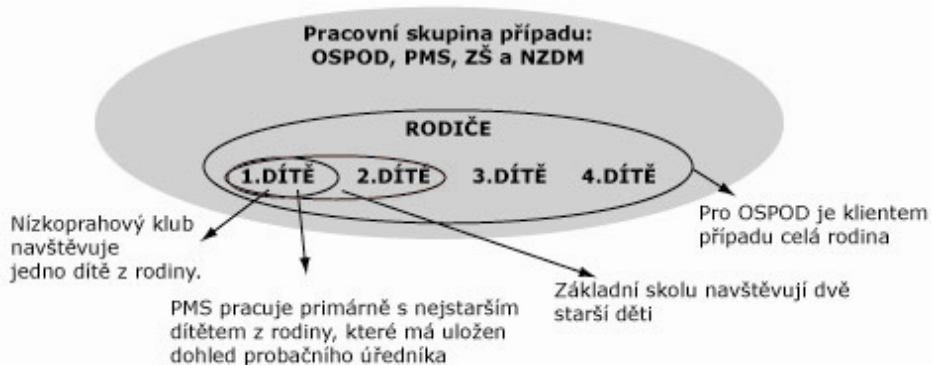 Pracovní skupina případu:
OSPOD, PMS, ZŠ a NZDM
RODIČE
1.DÍTĚ 2.DÍTĚ 3.DÍTĚ 4.DÍTĚ
Nízkoprahový klub
navštěvuje
jedno dítě z rodiny.
PMS pracuje primárně s nejstarším
dítětem z rodiny, které má uložen
dohled probačního úředníka
Základní skolu navštěvují dvě
starší děti
Pro OSPOD je klientem
případu celá rodina